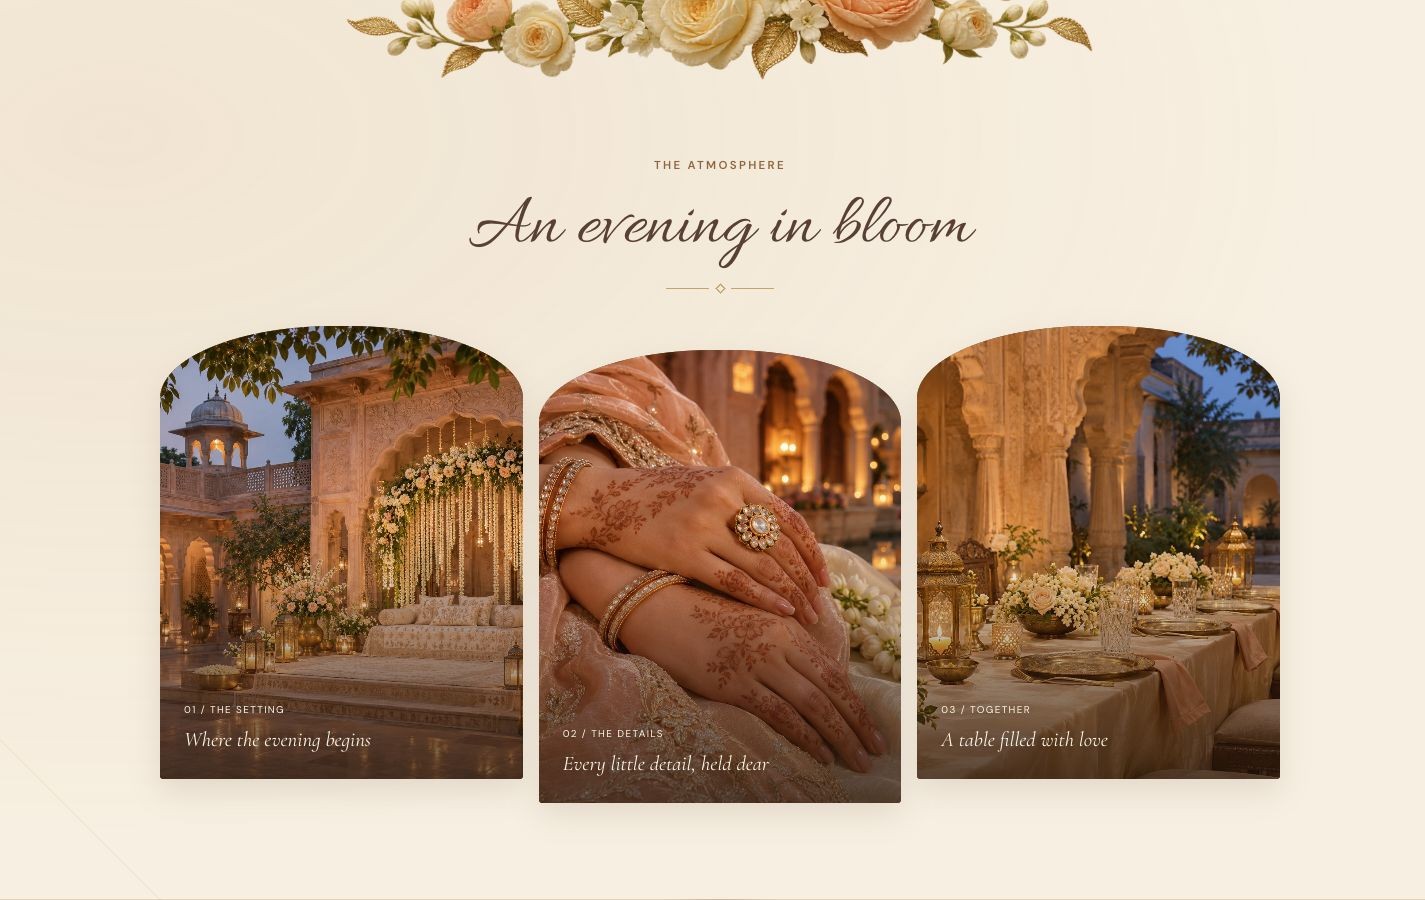 THE ATMOSPHERE
An evening in bloom
01 / THE SETTING
Where the evening begins
02 / THE DETAILS
Every little detail, held dear
03 / TOGETHER
A table filled with love